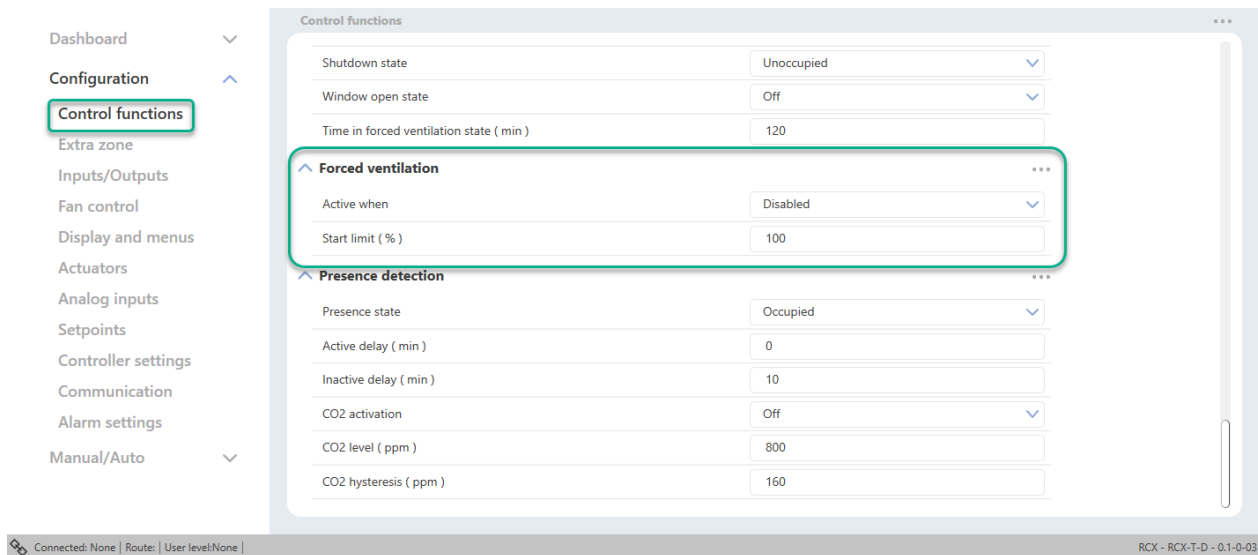 Control functions
Dashboard
Configuration
Control functions
Extra zone
Inputs/Outputs
Fan control
Display and menus
Actuators
Analog inputs
Setpoints
Controller settings
Communication
Alarm settings
Manual/Auto
Shutdown state Unoccupied
Window open state Off
Time in forced ventilation state ( min ) 120
Forced ventilation
Active when Disabled
Start limit ( % ) 100
Presence detection
Presence state Occupied
Active delay ( min ) 0
Inactive delay ( min ) 10
CO2 activation Off
CO2 level ( ppm ) 800
CO2 hysteresis ( ppm ) 160
Connected: None | Route: | User level:None | RCX - RCX-T-D - 0.1-0-03